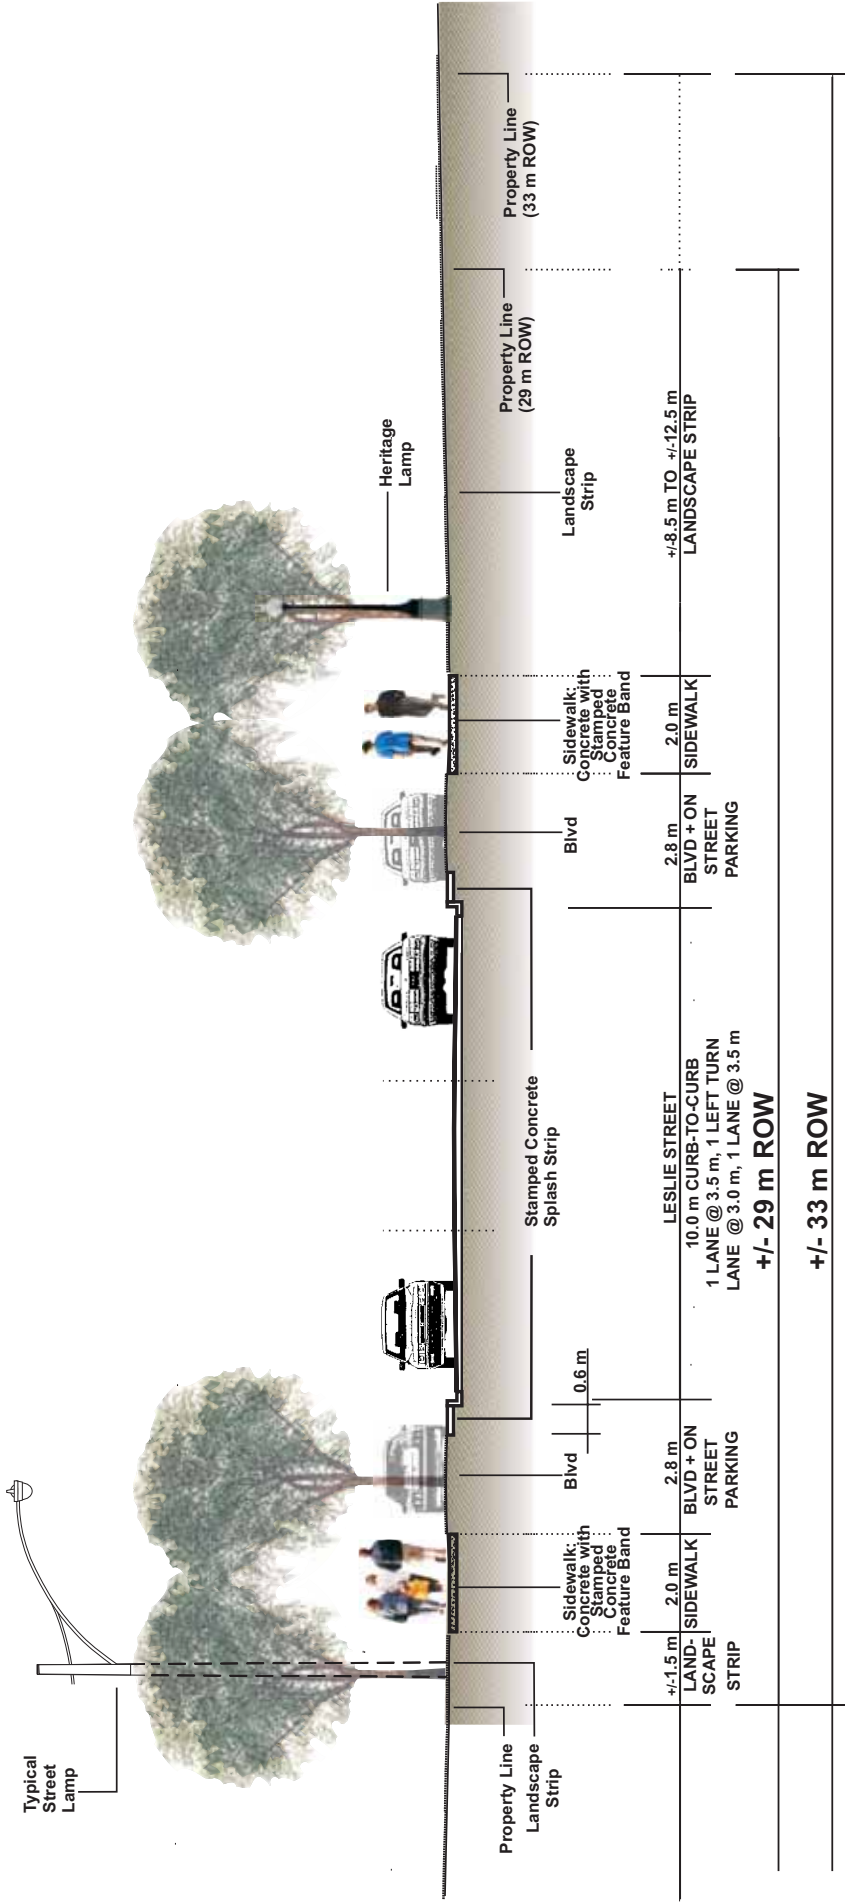 Typical
Street
Lamp
Heritage
Lamp
Property Line
Landscape
Strip
Sidewalk:
Concrete with
Stamped
Concrete
Feature Band
Blvd
Stamped Concrete
Splash Strip
Blvd
Sidewalk:
Concrete with
Stamped
Concrete
Feature Band
Landscape
Strip
Property Line
(29 m ROW)
Property Line
(33 m ROW)
0.6 m
+/-1.5 m
LAND-
SCAPE
STRIP
2.0 m
SIDEWALK
2.8 m
BLVD + ON
STREET
PARKING
LESLIE STREET
10.0 m CURB-TO-CURB
1 LANE @ 3.5 m, 1 LEFT TURN
LANE @ 3.0 m, 1 LANE @ 3.5 m
2.8 m
BLVD + ON
STREET
PARKING
2.0 m
SIDEWALK
+/-8.5 m TO +/-12.5 m
LANDSCAPE STRIP
+/- 29 m ROW
+/- 33 m ROW